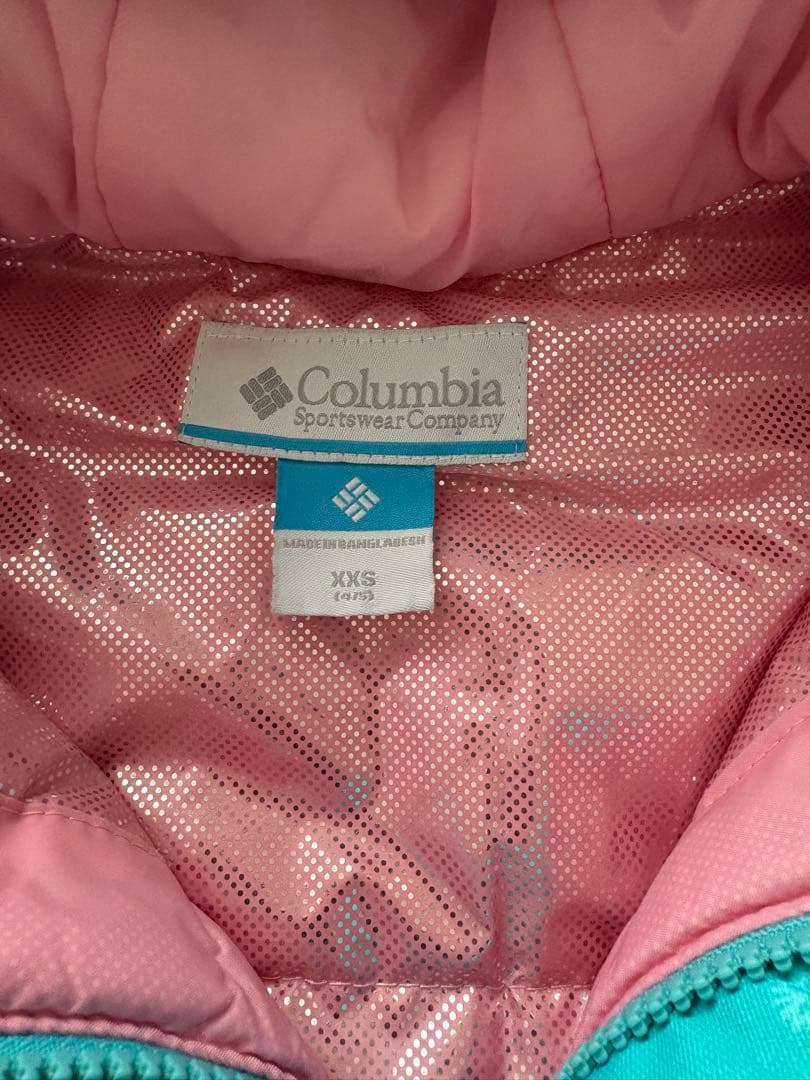 Columbia
Sportswear Company
MADE IN BANGLADESH
XXS
(4/5)